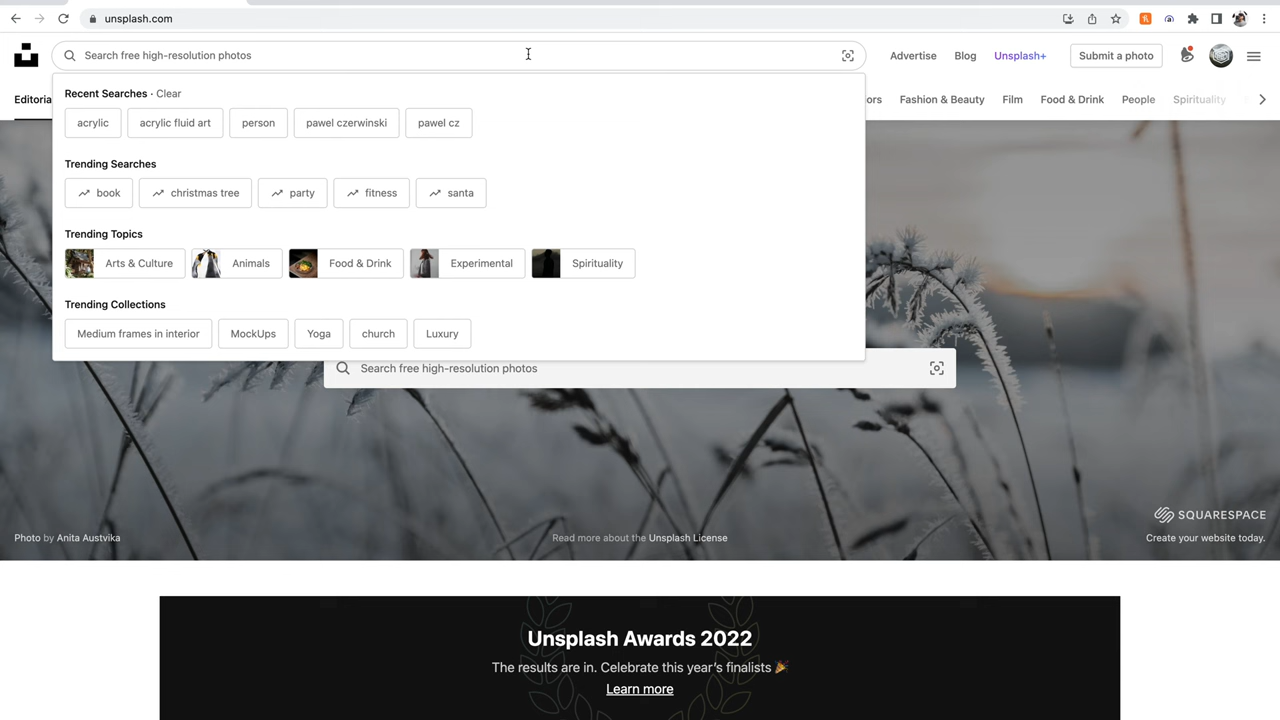 unsplash.com
Search free high-resolution photos
Advertise Blog Unsplash+ Submit a photo
Editoria
ors Fashion & Beauty Film Food & Drink People Spirituality
Recent Searches · Clear
acrylic acrylic fluid art person pawel czerwinski pawel cz
Trending Searches
book christmas tree party fitness santa
Trending Topics
Arts & Culture Animals Food & Drink Experimental Spirituality
Trending Collections
Medium frames in interior MockUps Yoga church Luxury
Search free high-resolution photos
SQUARESPACE
Photo by Anita Austvika Read more about the Unsplash License Create your website today.
Unsplash Awards 2022
The results are in. Celebrate this year's finalists 🎉
Learn more